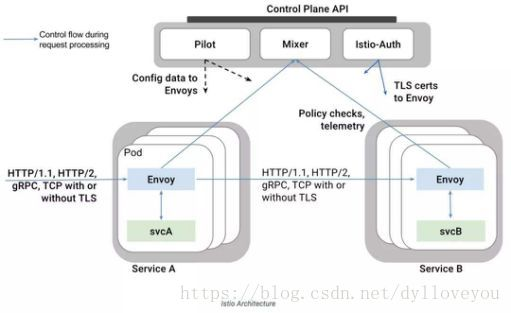 Control Plane API
Control flow during
request processing
Pilot
Mixer
Istio-Auth
Config data to
Envoys
TLS certs
to Envoy
Policy checks,
telemetry
HTTP/1.1, HTTP/2,
gRPC, TCP with or
without TLS
Pod
Envoy
svcA
Service A
HTTP/1.1, HTTP/2,
gRPC, TCP with or
without TLS
Envoy
svcB
Service B
https://blog.csdn.net/dylloveyou
Istio Architecture